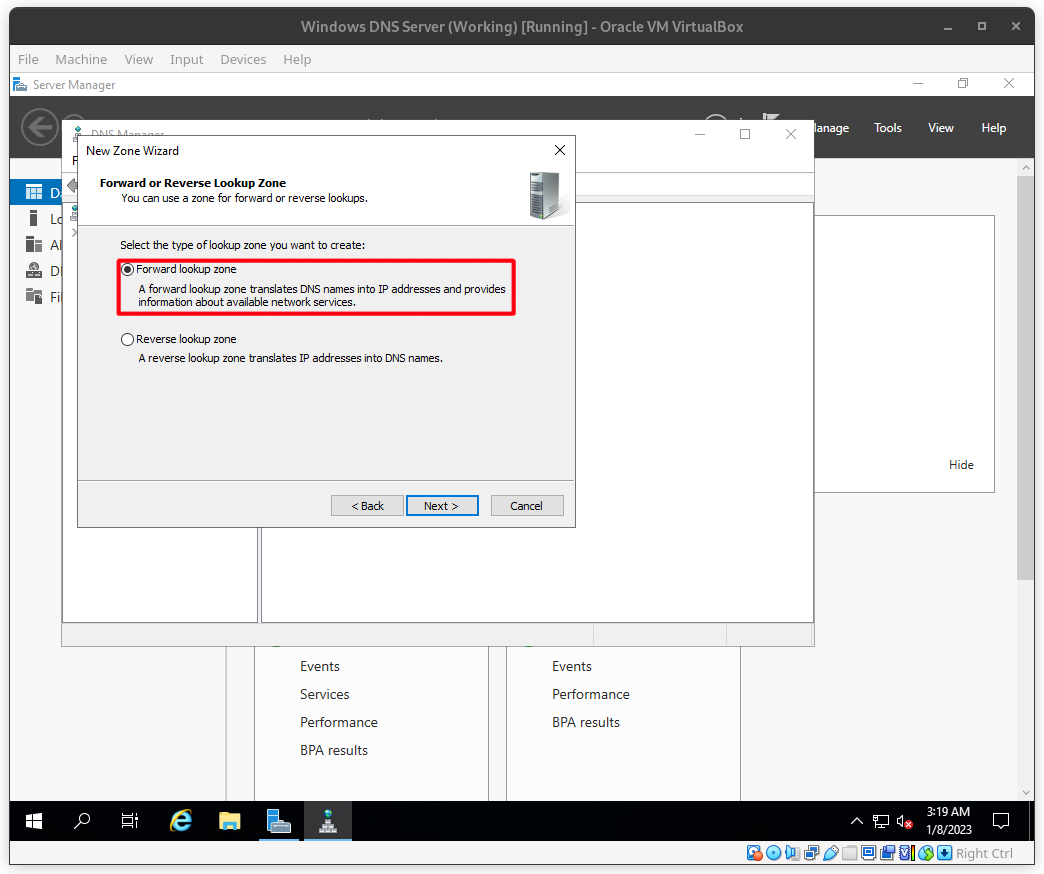 Windows DNS Server (Working) [Running] - Oracle VM VirtualBox
File Machine View Input Devices Help
Server Manager
Manage Tools View Help
DNS Manager
New Zone Wizard
Forward or Reverse Lookup Zone
You can use a zone for forward or reverse lookups.
Select the type of lookup zone you want to create:
Forward lookup zone
A forward lookup zone translates DNS names into IP addresses and provides
information about available network services.
Reverse lookup zone
A reverse lookup zone translates IP addresses into DNS names.
Hide
< Back Next > Cancel
Events
Services
Performance
BPA results
Events
Performance
BPA results
3:19 AM
1/8/2023
Right Ctrl